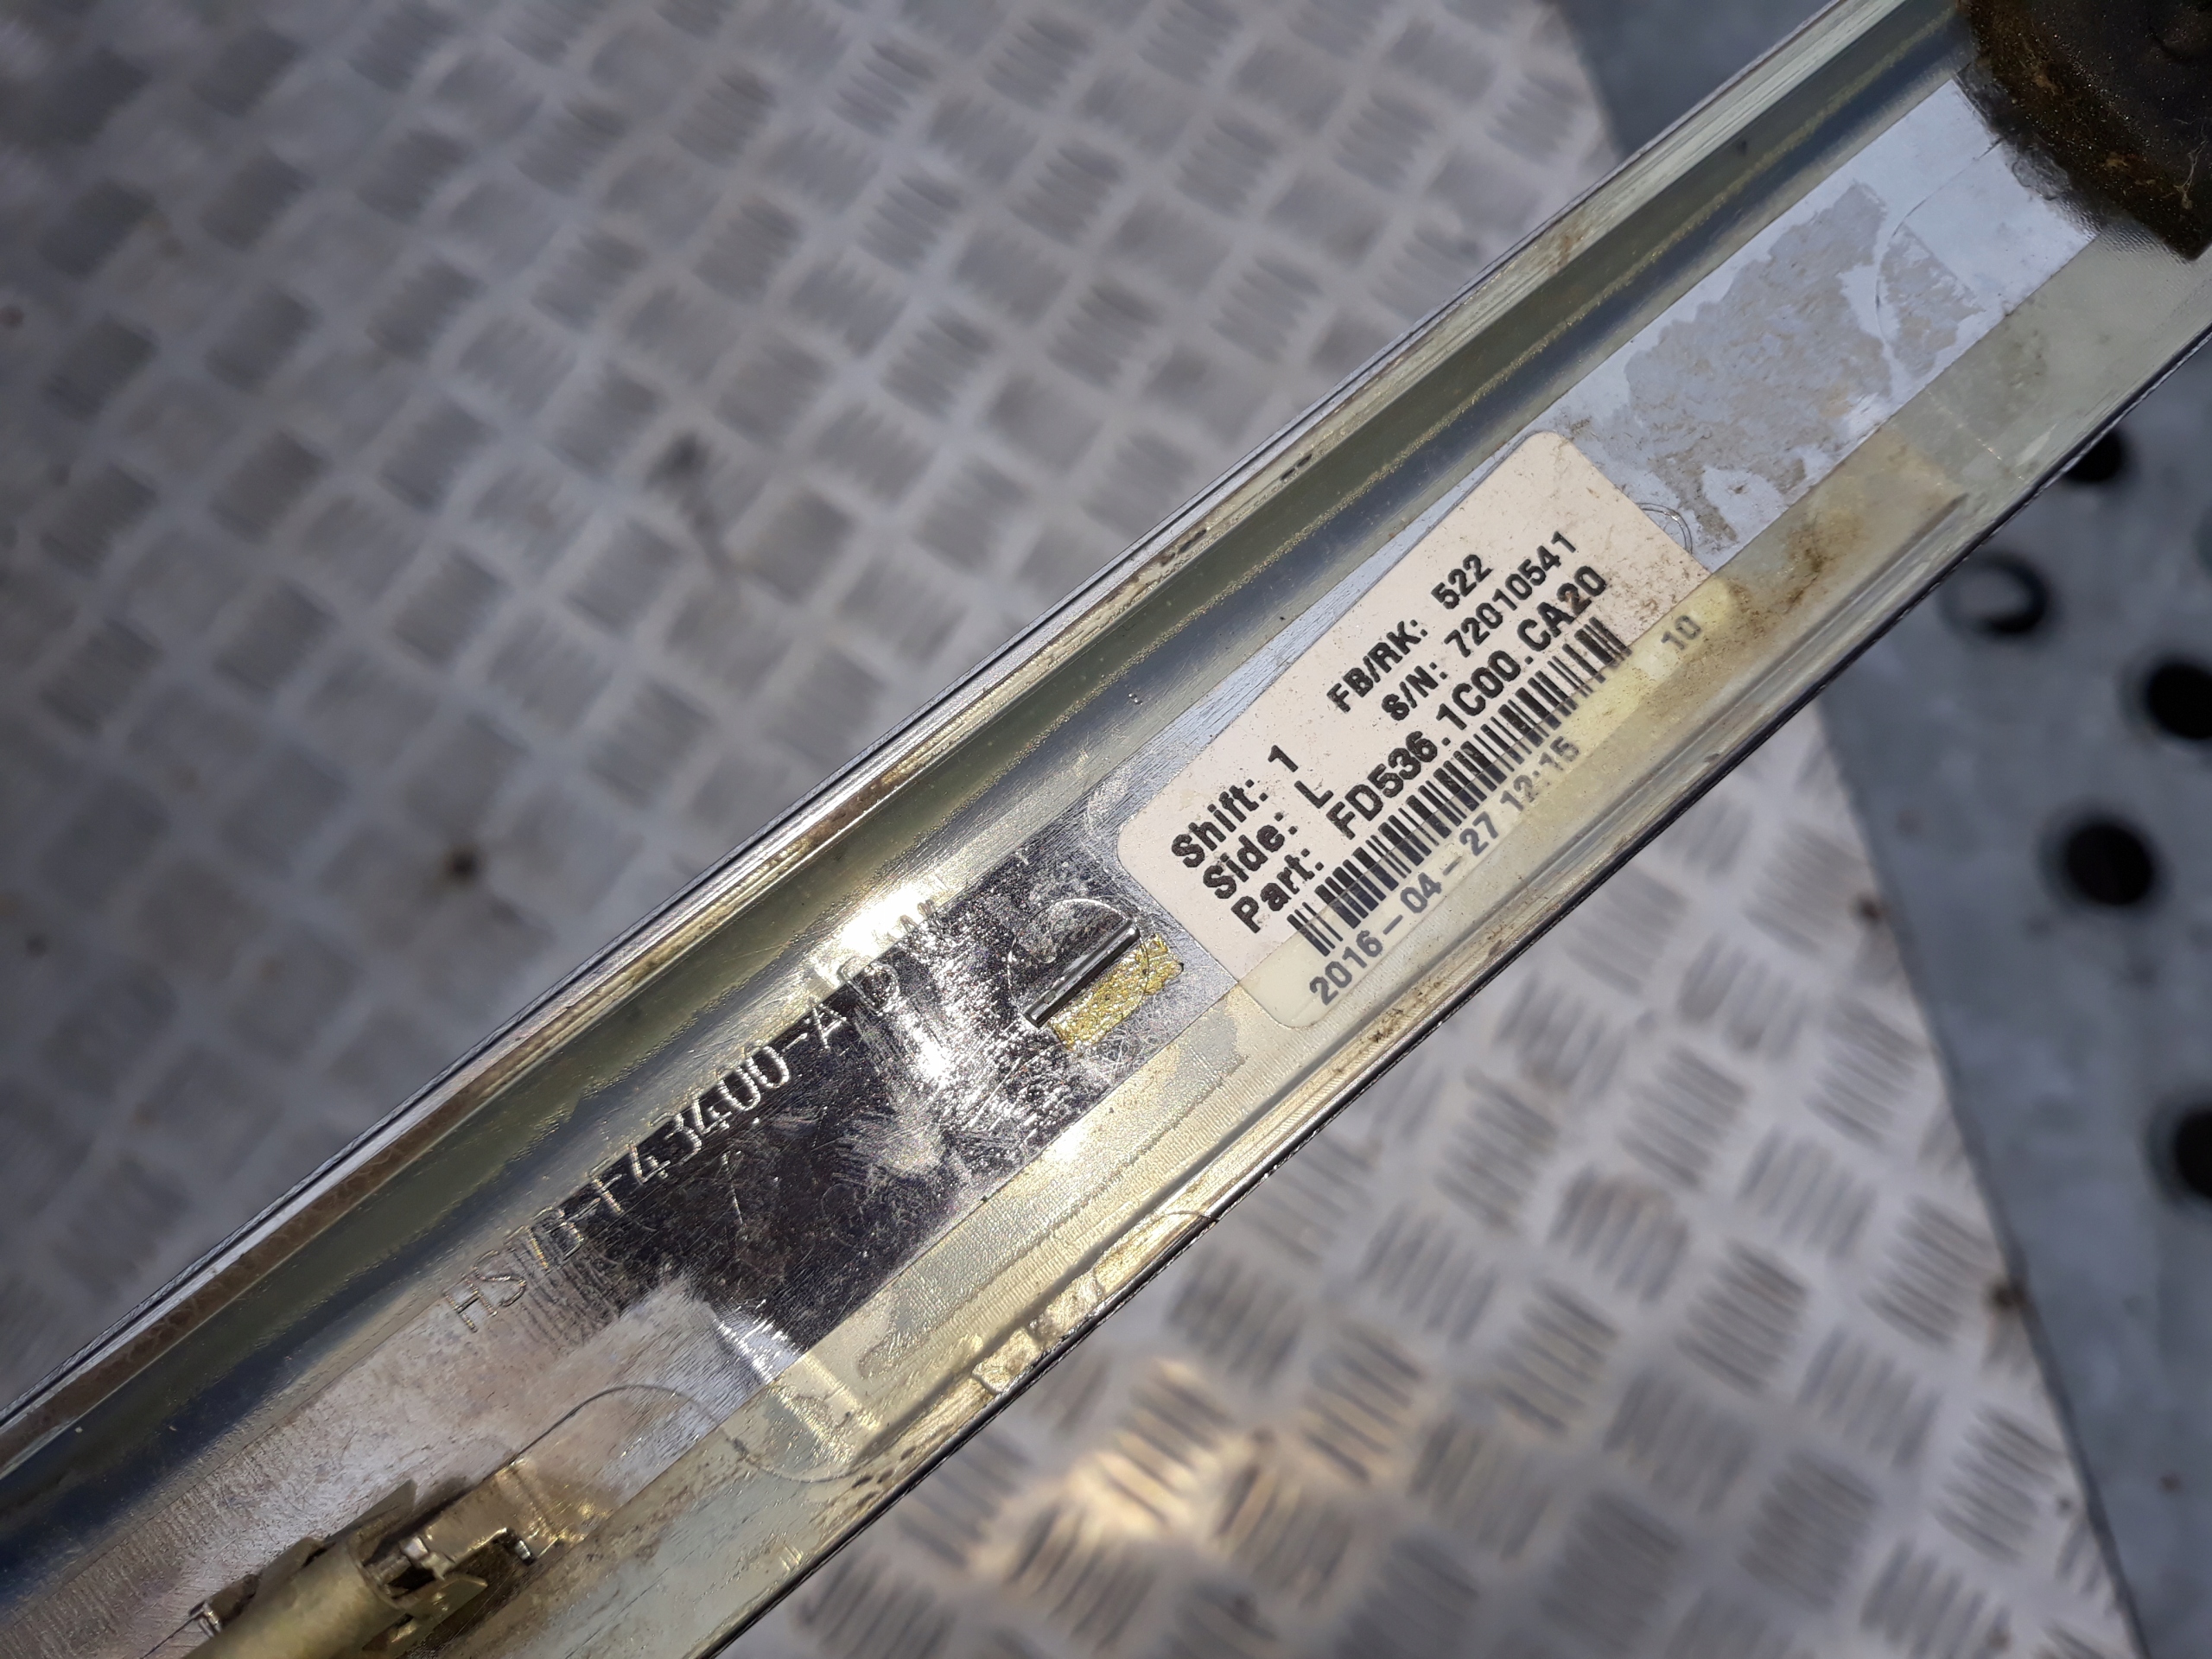 FB/RK: 522
S/N: 72010541
Shift: 1
Side: L
Part: FD536.1C00.CA20
2016-04-27 12:15
10